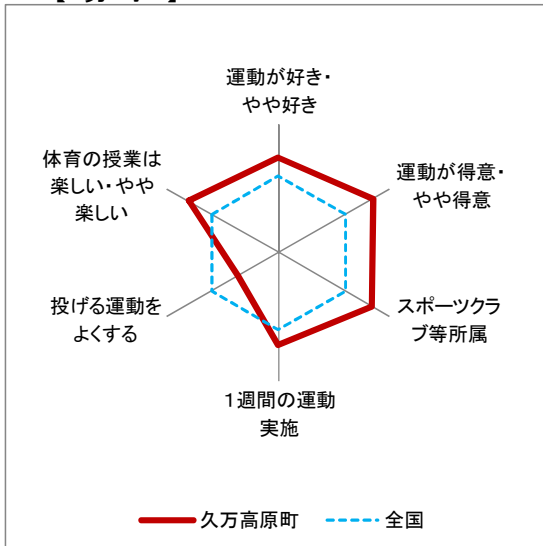 運動が好き・
やや好き
運動が得意・
やや得意
スポーツクラ
ブ等所属
1週間の運動
実施
投げる運動を
よくする
体育の授業は
楽しい・やや
楽しい
久万高原町
全国